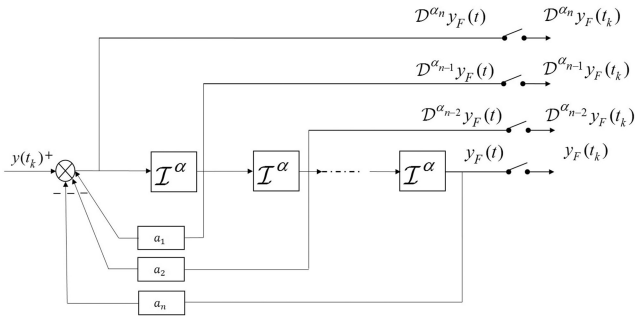 𝒟^{α_n} y_F(t) 𝒟^{α_n} y_F(t_k)
𝒟^{α_{n-1}} y_F(t) 𝒟^{α_{n-1}} y_F(t_k)
𝒟^{α_{n-2}} y_F(t) 𝒟^{α_{n-2}} y_F(t_k)
y_F(t) y_F(t_k)
y(t_k) +
ℐ^α ℐ^α ℐ^α
− − −
a_1
a_2
a_n